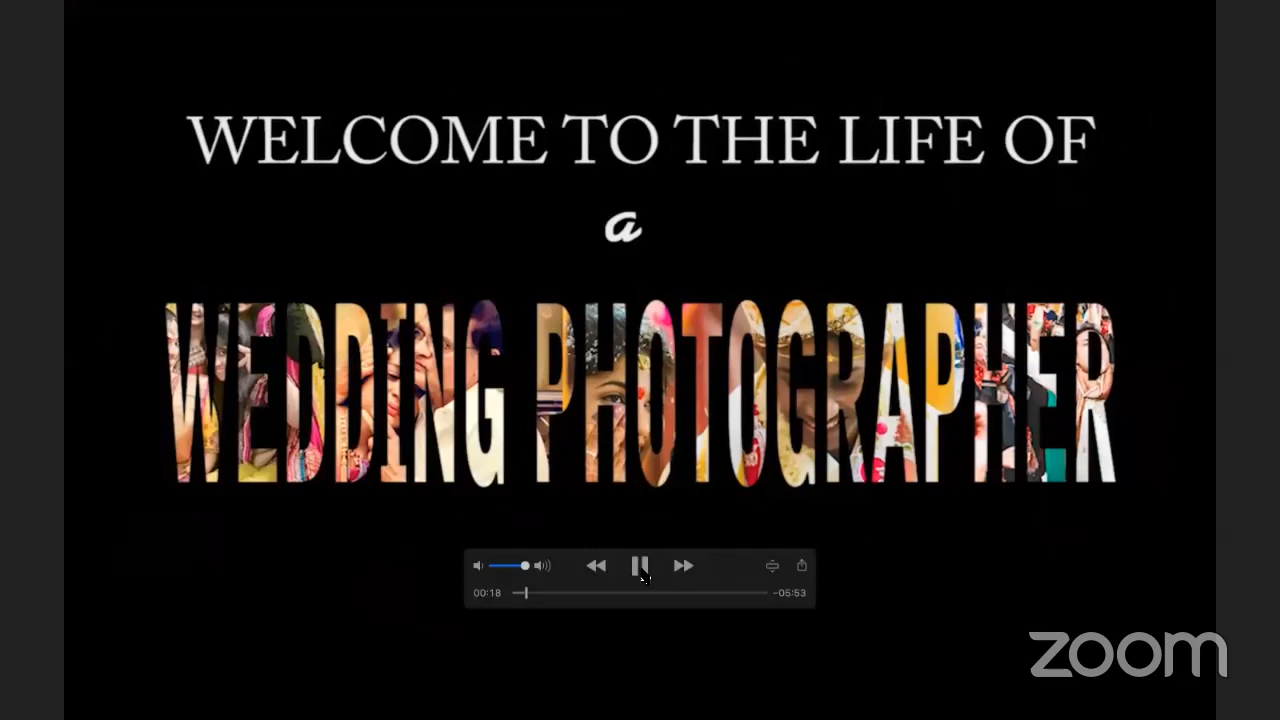 WELCOME TO THE LIFE OF
a
WEDDING PHOTOGRAPHER
00:18
-05:53
zoom